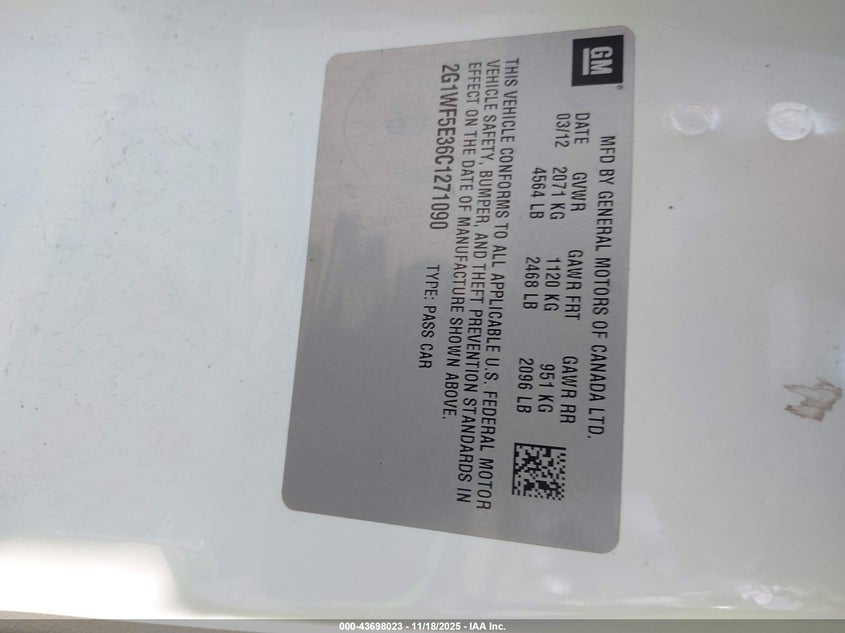 GM
MFD BY GENERAL MOTORS OF CANADA LTD.
DATE GVWR GAWR FRT GAWR RR
03/12 2071 KG 1120 KG 951 KG
4564 LB 2468 LB 2096 LB
THIS VEHICLE CONFORMS TO ALL APPLICABLE U.S. FEDERAL MOTOR
VEHICLE SAFETY, BUMPER, AND THEFT PREVENTION STANDARDS IN
EFFECT ON THE DATE OF MANUFACTURE SHOWN ABOVE.
2G1WF5E36C1271090 TYPE: PASS CAR
000-43698023 - 11/18/2025 - IAA Inc.